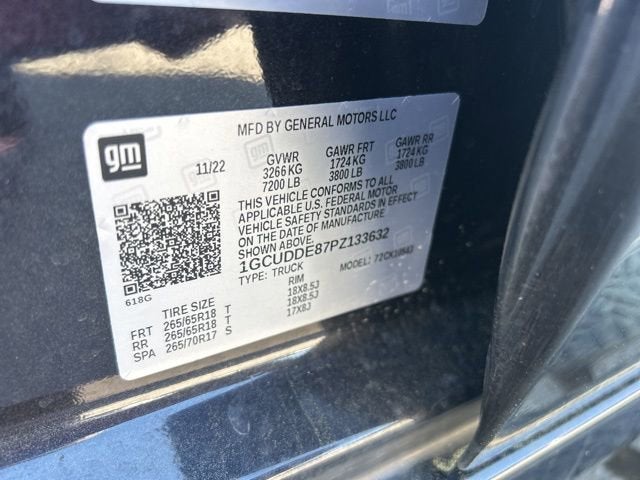 gm
MFD BY GENERAL MOTORS LLC
11/22
GVWR GAWR FRT GAWR RR
3266 KG 1724 KG 1724 KG
7200 LB 3800 LB 3800 LB
THIS VEHICLE CONFORMS TO ALL
APPLICABLE U.S. FEDERAL MOTOR
VEHICLE SAFETY STANDARDS IN EFFECT
ON THE DATE OF MANUFACTURE
SHOWN ABOVE.
1GCUDDE87PZ133632
TYPE: TRUCK MODEL:
618G
TIRE SIZE RIM
FRT 265/65R18 T 18X8.5J
RR 265/65R18 T 18X8.5J
SPA 265/70R17 S 17X8J